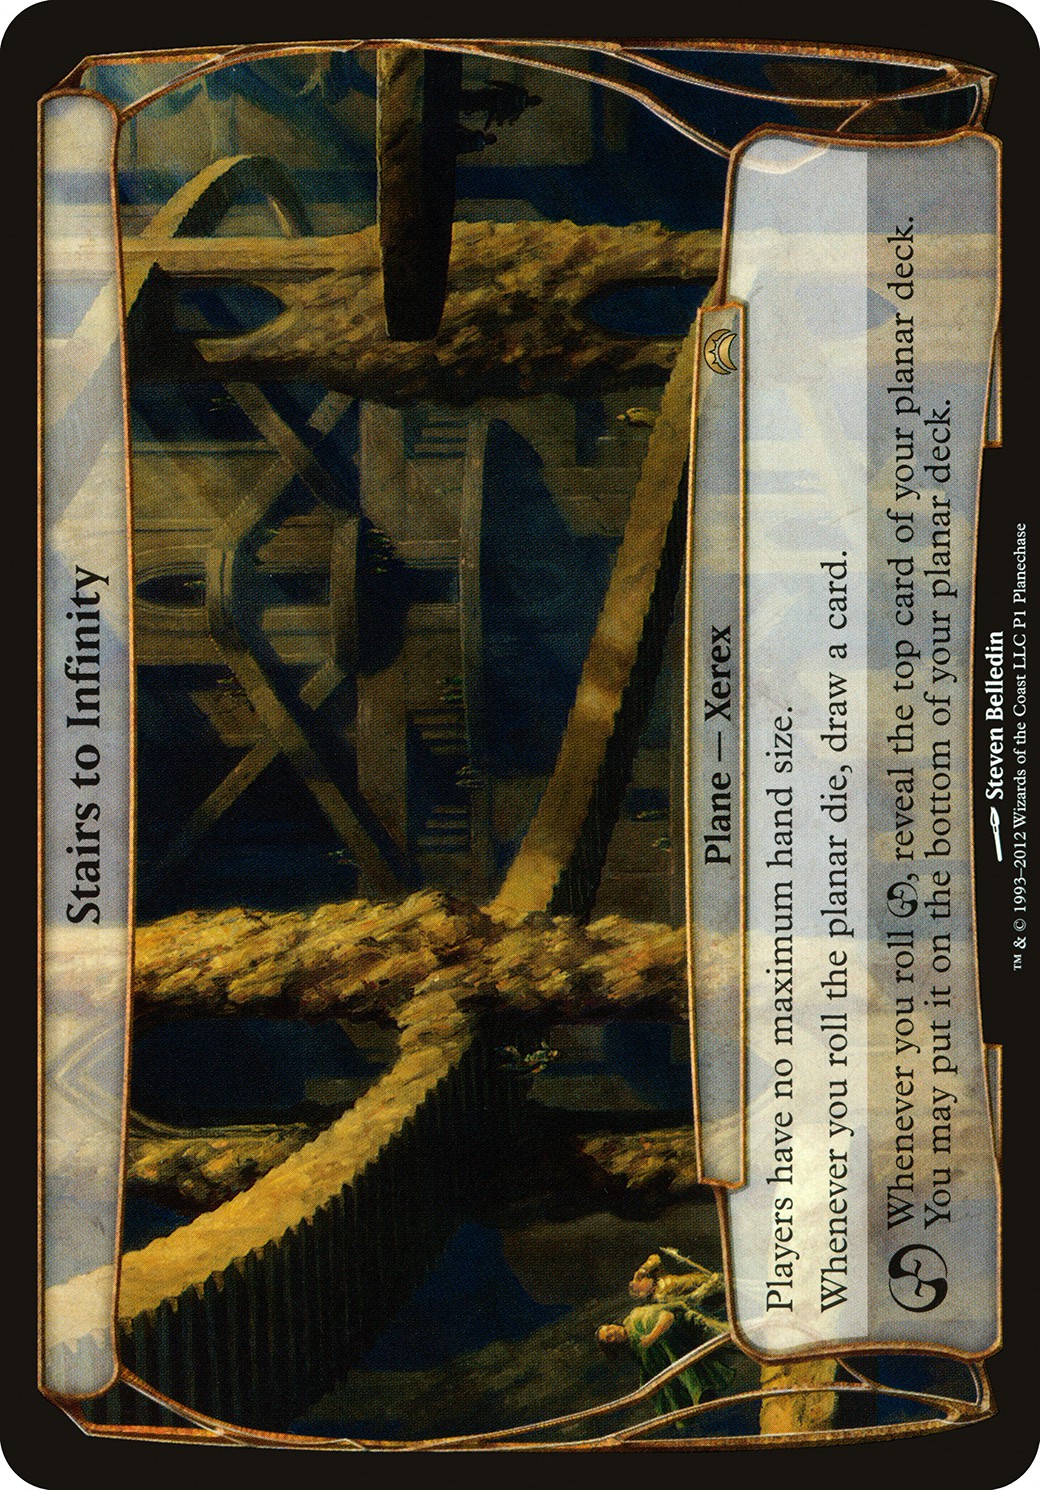 Stairs to Infinity
Plane — Xerex
Players have no maximum hand size.
Whenever you roll the planar die, draw a card.
Whenever you roll , reveal the top card of your planar deck.
You may put it on the bottom of your planar deck.
Steven Belledin
™ & © 1993–2012 Wizards of the Coast LLC P1 Planechase